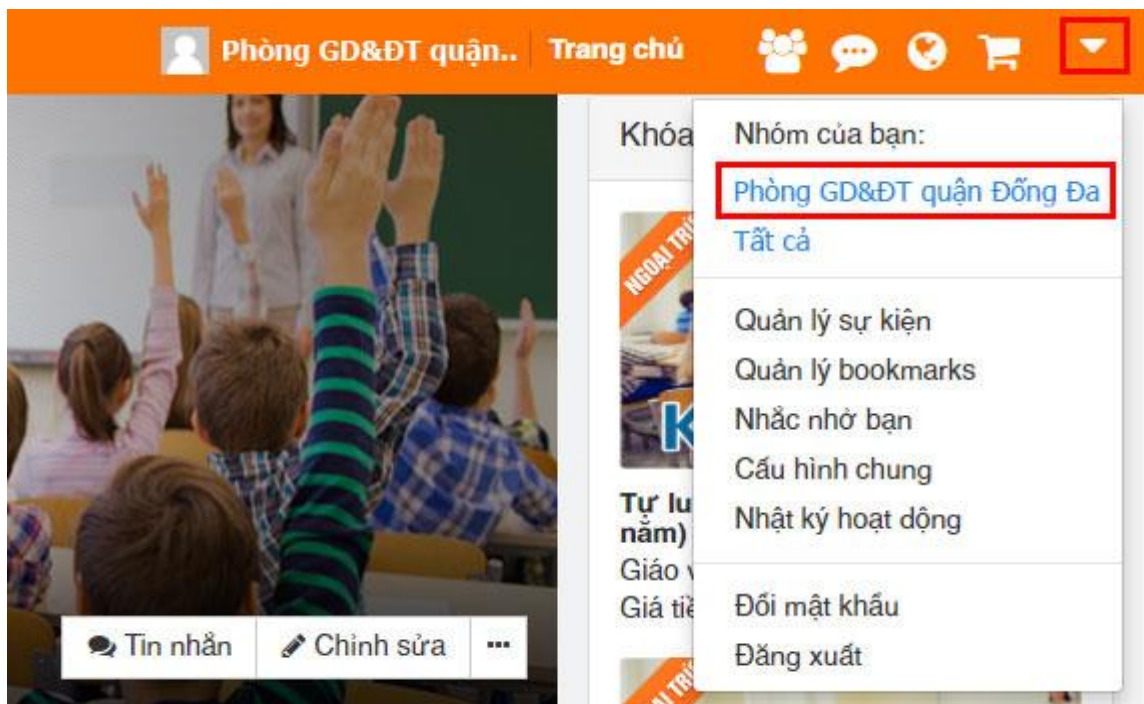 Phòng GD&ĐT quận.. Trang chủ
Khóa
Nhóm của bạn:
Phòng GD&ĐT quận Đống Đa
Tất cả
NGOẠI
Quản lý sự kiện
Quản lý bookmarks
Nhắc nhở bạn
K
Cấu hình chung
Tự lu
Nhật ký hoạt động
nắm)
Giáo v
Giá tiề
Đổi mật khẩu
Đăng xuất
Tin nhắn
Chỉnh sửa